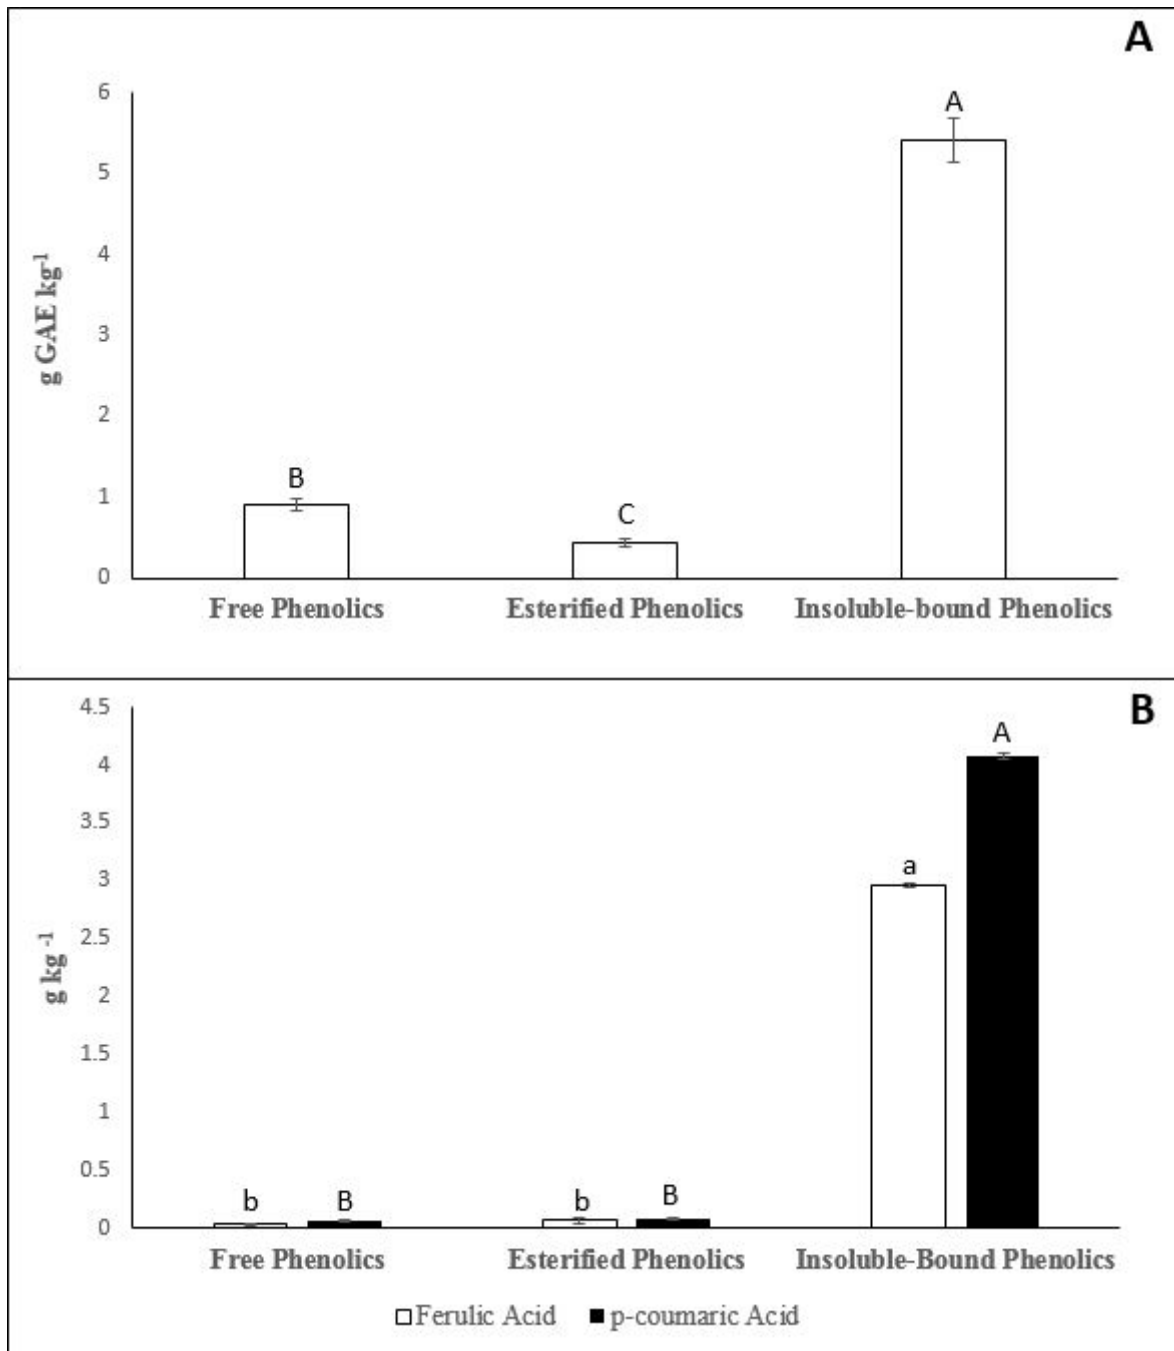 A
6
5
4
3
2
1
0
g GAE kg-1
B
C
A
Free Phenolics Esterified Phenolics Insoluble-bound Phenolics
B
4.5
4
3.5
3
2.5
2
1.5
1
0.5
0
g kg -1
b B b B a A
Free Phenolics Esterified Phenolics Insoluble-Bound Phenolics
Ferulic Acid p-coumaric Acid